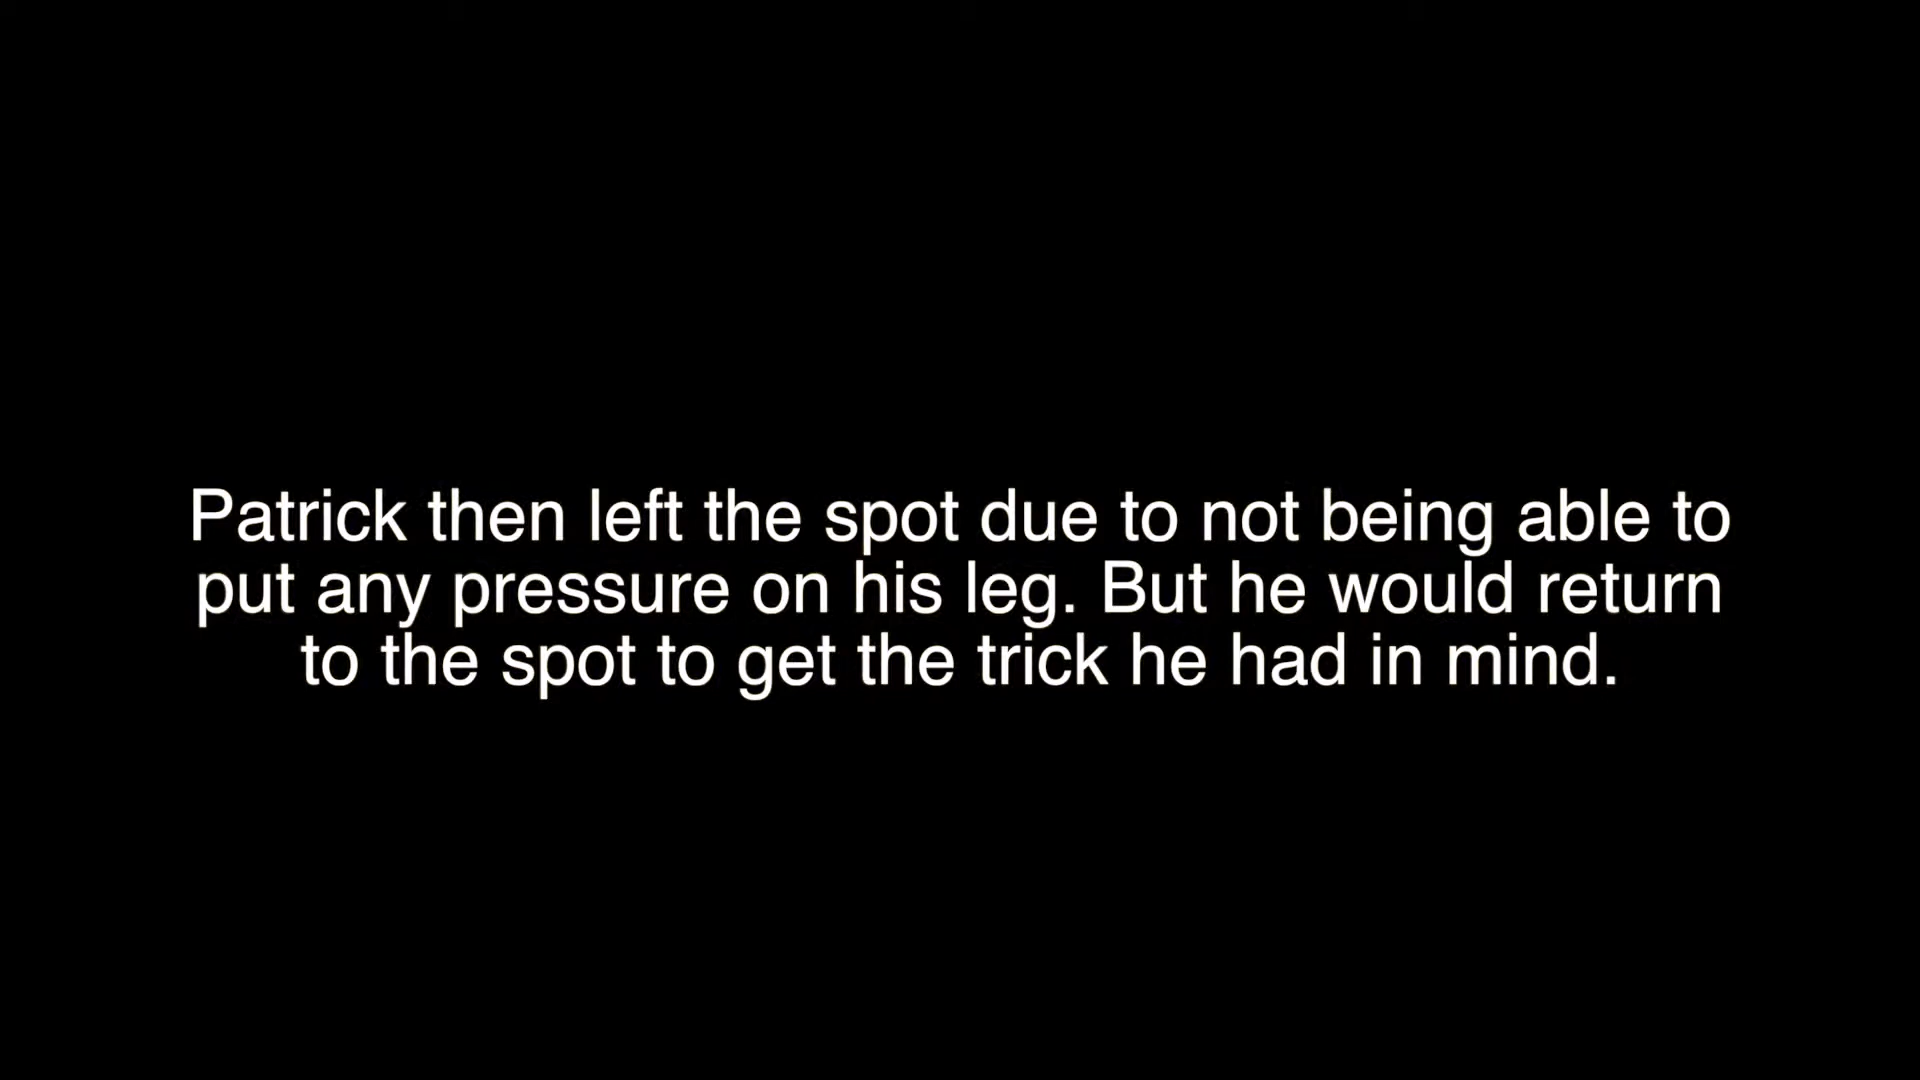 Patrick then left the spot due to not being able to
put any pressure on his leg. But he would return
to the spot to get the trick he had in mind.